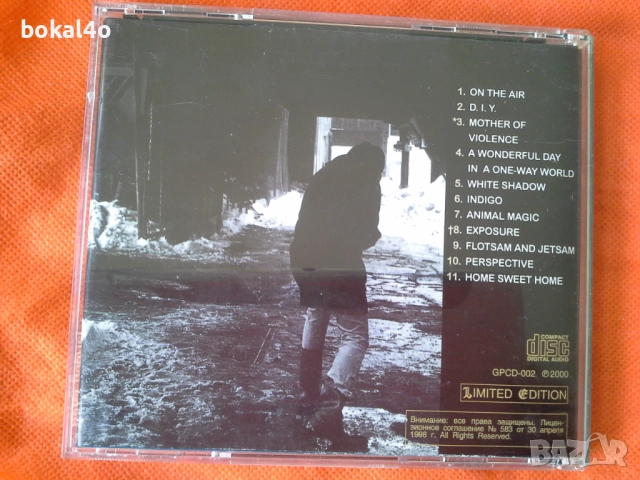 bokal4o
1. ON THE AIR
2. D. I. Y.
*3. MOTHER OF
VIOLENCE
4. A WONDERFUL DAY
IN A ONE-WAY WORLD
5. WHITE SHADOW
6. INDIGO
7. ANIMAL MAGIC
†8. EXPOSURE
9. FLOTSAM AND JETSAM
10. PERSPECTIVE
11. HOME SWEET HOME
COMPACT
disc
DIGITAL AUDIO
GPCD-002 ℗2000
LIMITED EDITION
Внимание: все права защищены. Лицен-
зионное соглашение № 583 от 30 апреля
1998 г. All Rights Reserved.
BAZAR